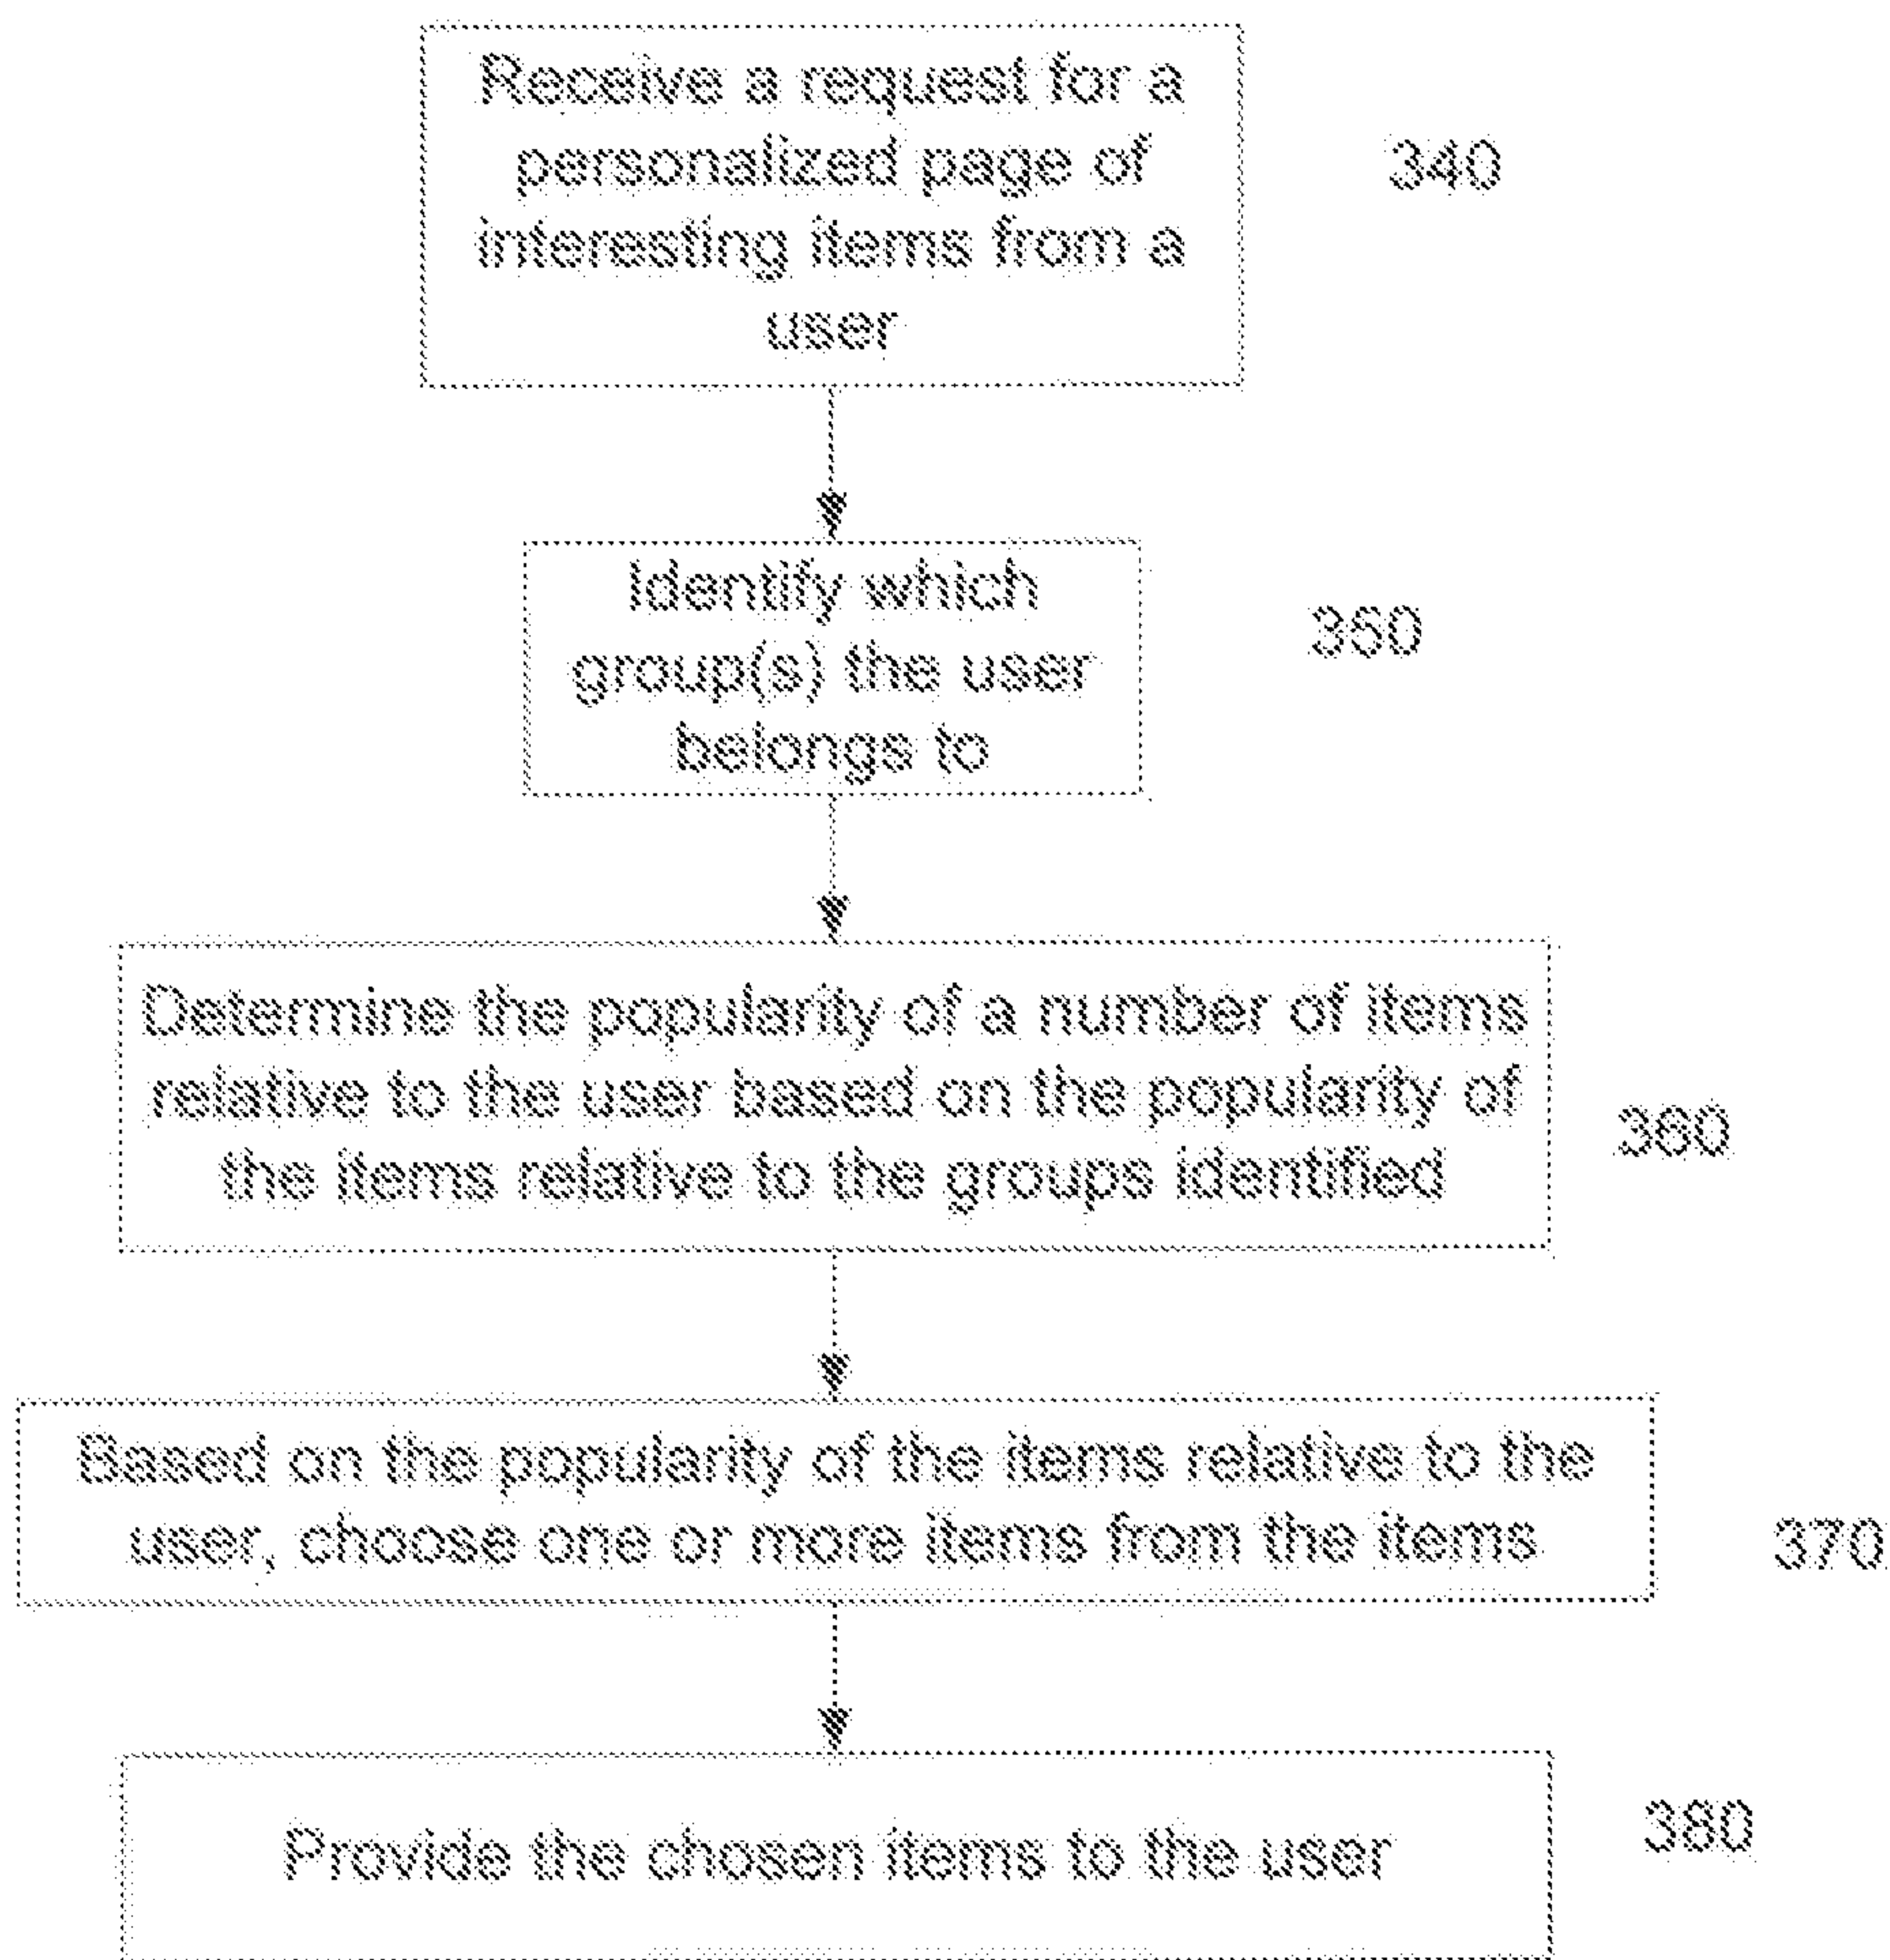 Receive a request for a
personalized page of
interesting items from a
user
340
Identify which
group(s) the user
belongs to
350
Determine the popularity of a number of items
relative to the user based on the popularity of
the items relative to the groups identified
360
Based on the popularity of the items relative to the
user, choose one or more items from the items
370
Provide the chosen items to the user
380